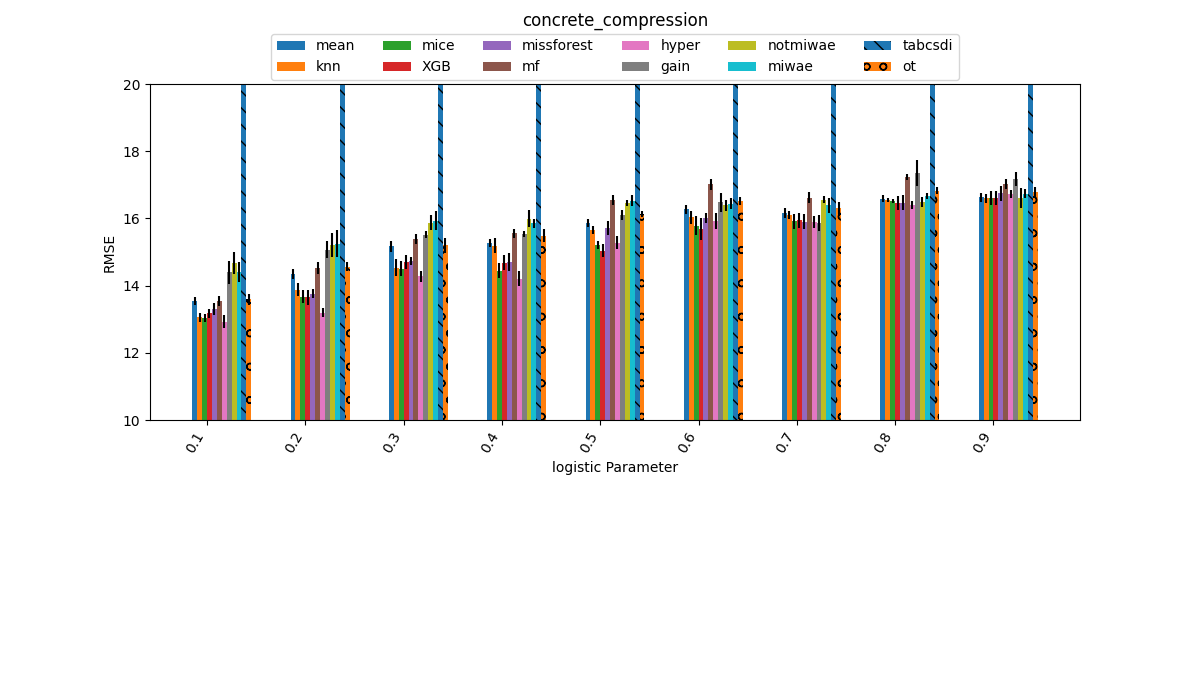 concrete_compression
mean mice missforest hyper notmiwae tabcsdi
knn XGB mf gain miwae ot
20
18
16
14
12
10
RMSE
0.1 0.2 0.3 0.4 0.5 0.6 0.7 0.8 0.9
logistic Parameter